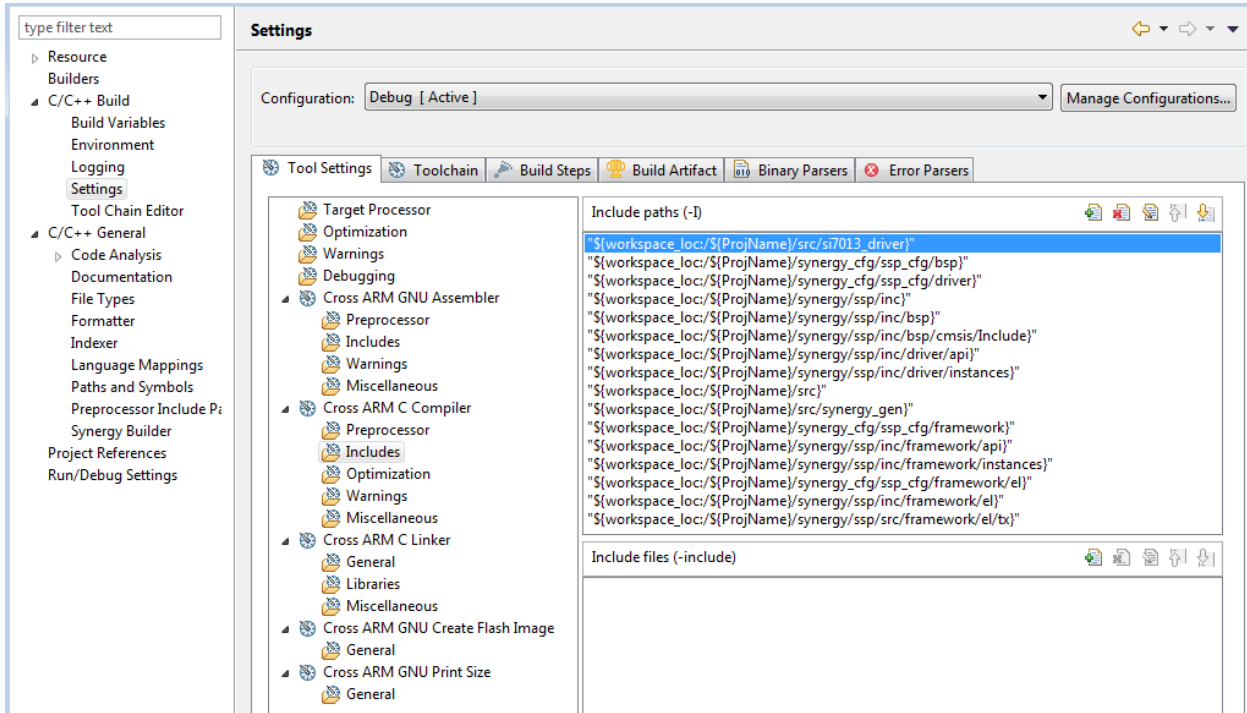 type filter text
Resource
Builders
C/C++ Build
Build Variables
Environment
Logging
Settings
Tool Chain Editor
C/C++ General
Code Analysis
Documentation
File Types
Formatter
Indexer
Language Mappings
Paths and Symbols
Preprocessor Include Pa
Synergy Builder
Project References
Run/Debug Settings
Settings
Configuration: Debug [ Active ] Manage Configurations...
Tool Settings Toolchain Build Steps Build Artifact Binary Parsers Error Parsers
Target Processor
Optimization
Warnings
Debugging
Cross ARM GNU Assembler
Preprocessor
Includes
Warnings
Miscellaneous
Cross ARM C Compiler
Preprocessor
Includes
Optimization
Warnings
Miscellaneous
Cross ARM C Linker
General
Libraries
Miscellaneous
Cross ARM GNU Create Flash Image
General
Cross ARM GNU Print Size
General
Include paths (-I)
"${workspace_loc:/${ProjName}/src/si7013_driver}"
"${workspace_loc:/${ProjName}/synergy_cfg/ssp_cfg/bsp}"
"${workspace_loc:/${ProjName}/synergy_cfg/ssp_cfg/driver}"
"${workspace_loc:/${ProjName}/synergy/ssp/inc}"
"${workspace_loc:/${ProjName}/synergy/ssp/inc/bsp}"
"${workspace_loc:/${ProjName}/synergy/ssp/inc/bsp/cmsis/Include}"
"${workspace_loc:/${ProjName}/synergy/ssp/inc/driver/api}"
"${workspace_loc:/${ProjName}/synergy/ssp/inc/driver/instances}"
"${workspace_loc:/${ProjName}/src}"
"${workspace_loc:/${ProjName}/src/synergy_gen}"
"${workspace_loc:/${ProjName}/synergy_cfg/ssp_cfg/framework}"
"${workspace_loc:/${ProjName}/synergy/ssp/inc/framework/api}"
"${workspace_loc:/${ProjName}/synergy/ssp/inc/framework/instances}"
"${workspace_loc:/${ProjName}/synergy_cfg/ssp_cfg/framework/el}"
"${workspace_loc:/${ProjName}/synergy/ssp/inc/framework/el}"
"${workspace_loc:/${ProjName}/synergy/ssp/src/framework/el/tx}"
Include files (-include)